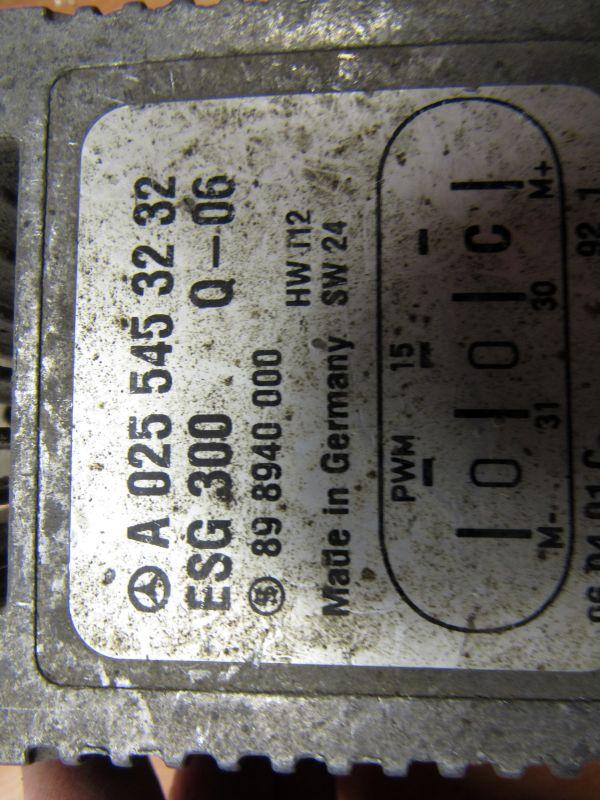 A 025 545 32 32
ESG 300 Q-06
89 8940 000 HW 112
Made in Germany SW 24
PWM 15
O O C
M- 31 30 M+